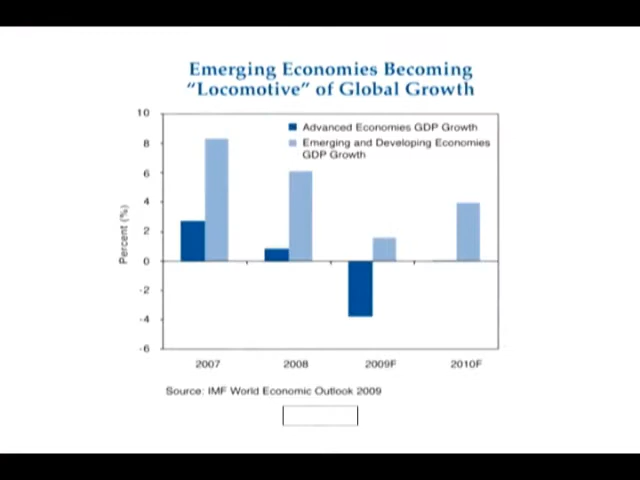 Emerging Economies Becoming
“Locomotive” of Global Growth
10
8
6
4
2
0
-2
-4
-6
Percent (%)
Advanced Economies GDP Growth
Emerging and Developing Economies
GDP Growth
2007 2008 2009F 2010F
Source: IMF World Economic Outlook 2009